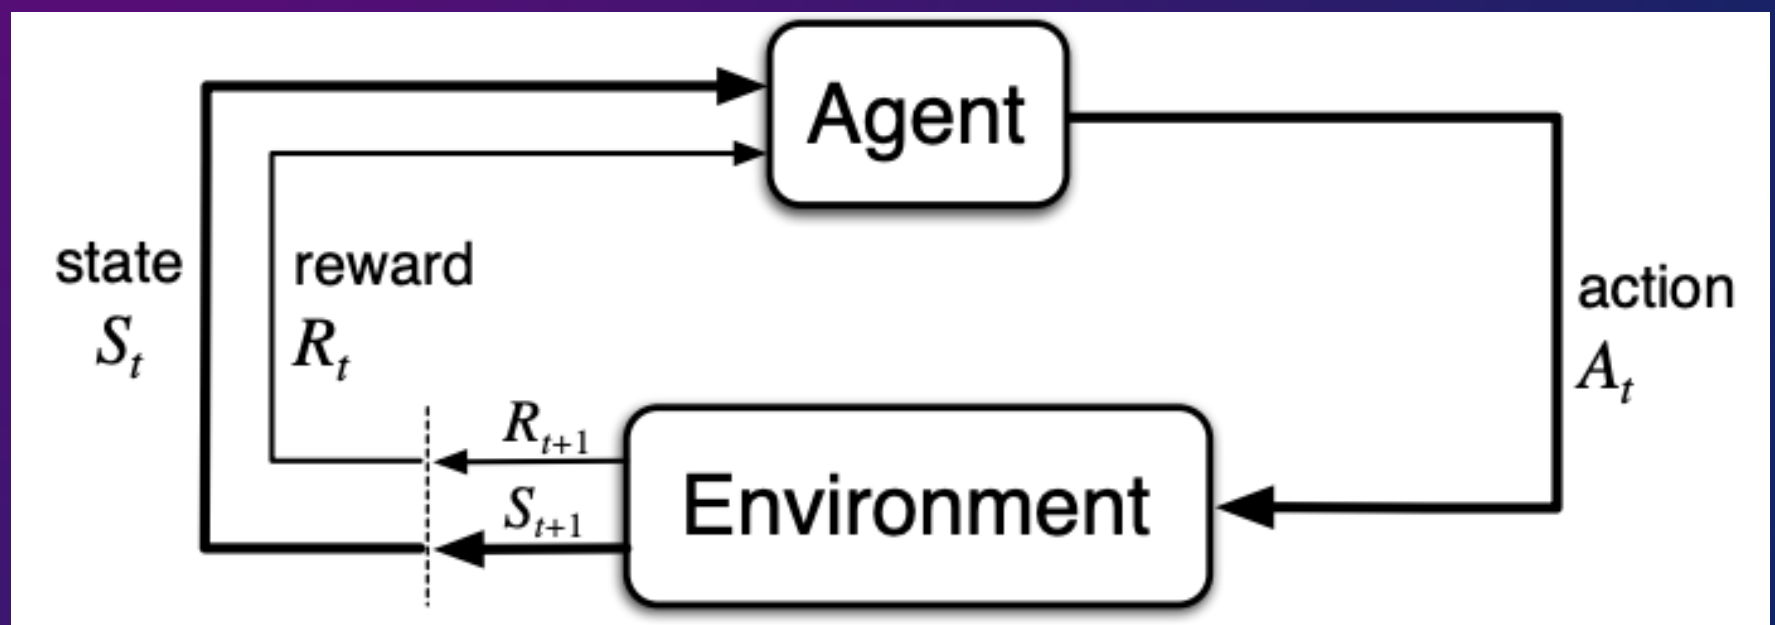 Agent
state
S_t
reward
R_t
action
A_t
R_{t+1}
S_{t+1}
Environment